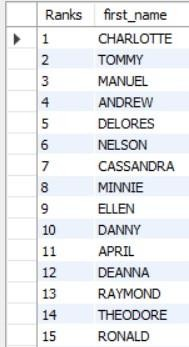 Ranks first_name
1 CHARLOTTE
2 TOMMY
3 MANUEL
4 ANDREW
5 DELORES
6 NELSON
7 CASSANDRA
8 MINNIE
9 ELLEN
10 DANNY
11 APRIL
12 DEANNA
13 RAYMOND
14 THEODORE
15 RONALD